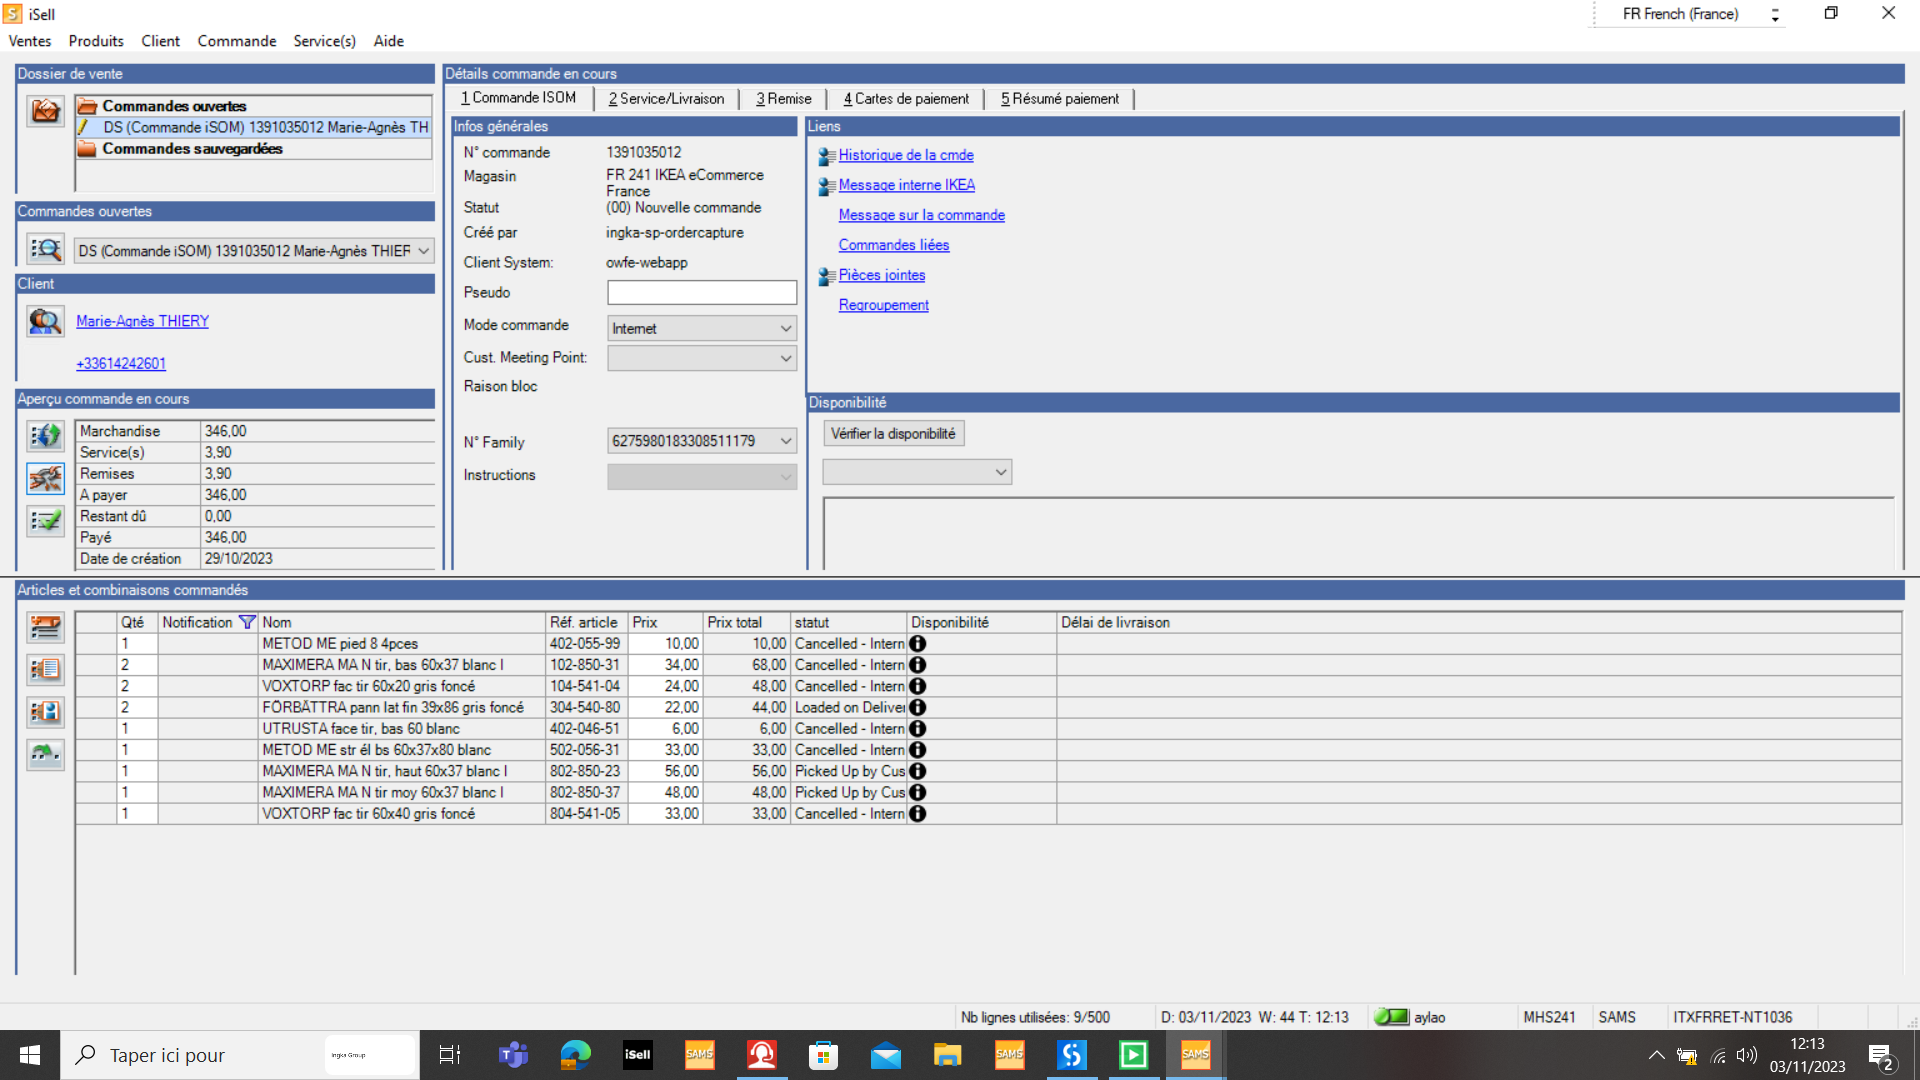 iSell
FR French (France)
Ventes Produits Client Commande Service(s) Aide
Dossier de vente
Commandes ouvertes
DS (Commande iSOM) 1391035012 Marie-Agnès TH
Commandes sauvegardées
Commandes ouvertes
DS (Commande iSOM) 1391035012 Marie-Agnès THIER
Client
Marie-Agnès THIERY
+33614242601
Aperçu commande en cours
Marchandise 346,00
Service(s) 3,90
Remises 3,90
A payer 346,00
Restant dû 0,00
Payé 346,00
Date de création 29/10/2023
Détails commande en cours
1 Commande ISOM 2 Service/Livraison 3 Remise 4 Cartes de paiement 5 Résumé paiement
Infos générales
N° commande 1391035012
Magasin FR 241 IKEA eCommerce
France
Statut (00) Nouvelle commande
Créé par ingka-sp-ordercapture
Client System: owfe-webapp
Pseudo
Mode commande Internet
Cust. Meeting Point:
Raison bloc
N° Family 6275980183308511179
Instructions
Liens
Historique de la cmde
Message interne IKEA
Message sur la commande
Commandes liées
Pièces jointes
Regroupement
Disponibilité
Vérifier la disponibilité
Articles et combinaisons commandés
Qté Notification Nom Réf. article Prix Prix total statut Disponibilité Délai de livraison
1 METOD ME pied 8 4pces 402-055-99 10,00 10,00 Cancelled - Intern
2 MAXIMERA MA N tir, bas 60x37 blanc I 102-850-31 34,00 68,00 Cancelled - Intern
2 VOXTORP fac tir 60x20 gris foncé 104-541-04 24,00 48,00 Cancelled - Intern
2 FÖRBÄTTRA pann lat fin 39x86 gris foncé 304-540-80 22,00 44,00 Loaded on Deliver
1 UTRUSTA face tir, bas 60 blanc 402-046-51 6,00 6,00 Cancelled - Intern
1 METOD ME str él bs 60x37x80 blanc 502-056-31 33,00 33,00 Cancelled - Intern
1 MAXIMERA MA N tir, haut 60x37 blanc I 802-850-23 56,00 56,00 Picked Up by Cus
1 MAXIMERA MA N tir moy 60x37 blanc I 802-850-37 48,00 48,00 Picked Up by Cus
1 VOXTORP fac tir 60x40 gris foncé 804-541-05 33,00 33,00 Cancelled - Intern
Nb lignes utilisées: 9/500 D: 03/11/2023 W: 44 T: 12:13 aylao MHS241 SAMS ITXFRRET-NT1036
Taper ici pour
Ingka Group
iSell
SAMS
SAMS
SAMS
12:13
03/11/2023
2